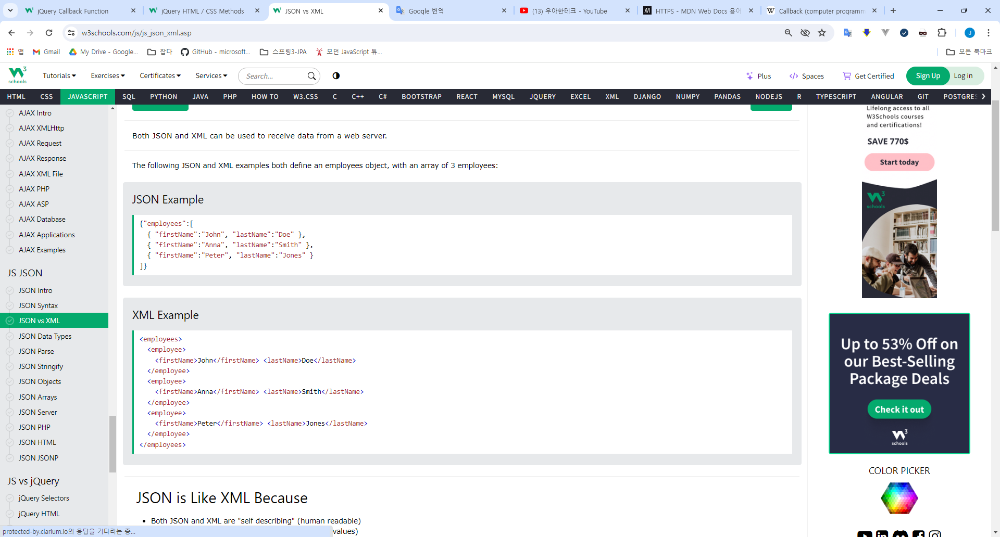 jQuery Callback Function
jQuery HTML / CSS Methods
JSON vs XML
Google 번역
(13) 우아한테크 - YouTube
HTTPS - MDN Web Docs 용어
Callback (computer programm
w3schools.com/js/js_json_xml.asp
J
앱
Gmail
My Drive - Google...
잡다
GitHub - microsoft...
스프링3-JPA
모던 JavaScript 튜...
모든 북마크
W3 schools
Tutorials
Exercises
Certificates
Services
Search...
Plus
Spaces
Get Certified
Sign Up
Log in
HTML CSS JAVASCRIPT SQL PYTHON JAVA PHP HOW TO W3.CSS C C++ C# BOOTSTRAP REACT MYSQL JQUERY EXCEL XML DJANGO NUMPY PANDAS NODEJS R TYPESCRIPT ANGULAR GIT POSTGRES
AJAX Intro
AJAX XMLHttp
AJAX Request
AJAX Response
AJAX XML File
AJAX PHP
AJAX ASP
AJAX Database
AJAX Applications
AJAX Examples
JS JSON
JSON Intro
JSON Syntax
JSON vs XML
JSON Data Types
JSON Parse
JSON Stringify
JSON Objects
JSON Arrays
JSON Server
JSON PHP
JSON HTML
JSON JSONP
JS vs jQuery
jQuery Selectors
jQuery HTML
Both JSON and XML can be used to receive data from a web server.
The following JSON and XML examples both define an employees object, with an array of 3 employees:
JSON Example
{"employees":[
{ "firstName":"John", "lastName":"Doe" },
{ "firstName":"Anna", "lastName":"Smith" },
{ "firstName":"Peter", "lastName":"Jones" }
]}
XML Example
<employees>
<employee>
<firstName>John</firstName> <lastName>Doe</lastName>
</employee>
<employee>
<firstName>Anna</firstName> <lastName>Smith</lastName>
</employee>
<employee>
<firstName>Peter</firstName> <lastName>Jones</lastName>
</employee>
</employees>
JSON is Like XML Because
• Both JSON and XML are "self describing" (human readable)
values)
Lifelong access to all
W3Schools courses
and certifications!
SAVE 770$
Start today
W3 schools
Up to 53% Off on
our Best-Selling
Package Deals
Check it out
W3 schools
COLOR PICKER
protected-by.clarium.io의 응답을 기다리는 중...